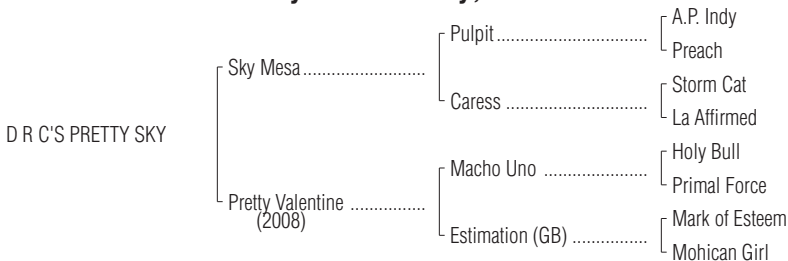 A.P. Indy
Pulpit..............................
Preach
Sky Mesa.........................
Storm Cat
Caress .............................
La Affirmed
D R C'S PRETTY SKY
Holy Bull
Macho Uno .....................
Primal Force
Pretty Valentine ................
(2008)
Mark of Esteem
Estimation (GB) ................
Mohican Girl